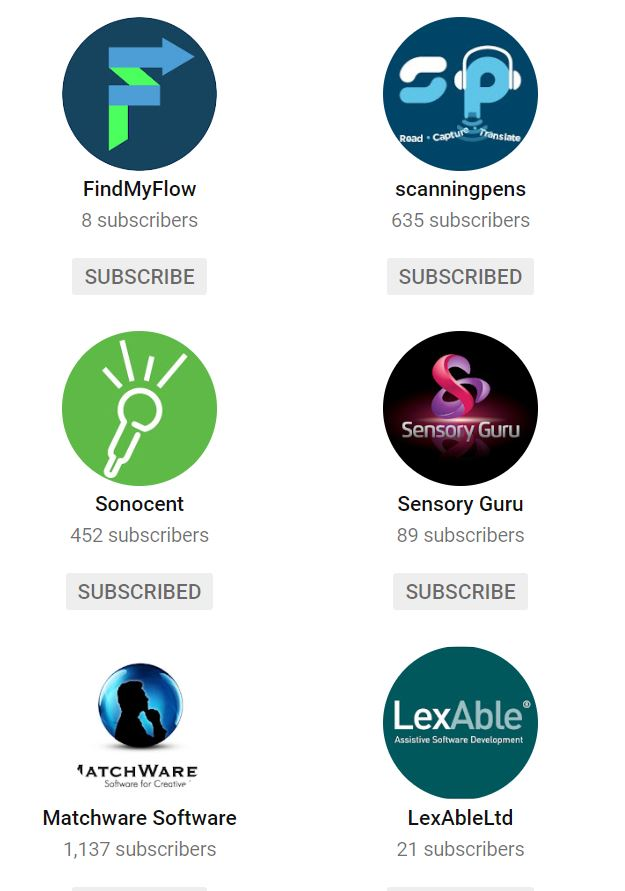 Read • Capture • Translate
FindMyFlow
scanningpens
8 subscribers
635 subscribers
SUBSCRIBE
SUBSCRIBED
Sensory Guru
Sonocent
Sensory Guru
452 subscribers
89 subscribers
SUBSCRIBED
SUBSCRIBE
LexAble®
Assistive Software Development
MATCHWARE
Software for Creative
Matchware Software
LexAbleLtd
1,137 subscribers
21 subscribers